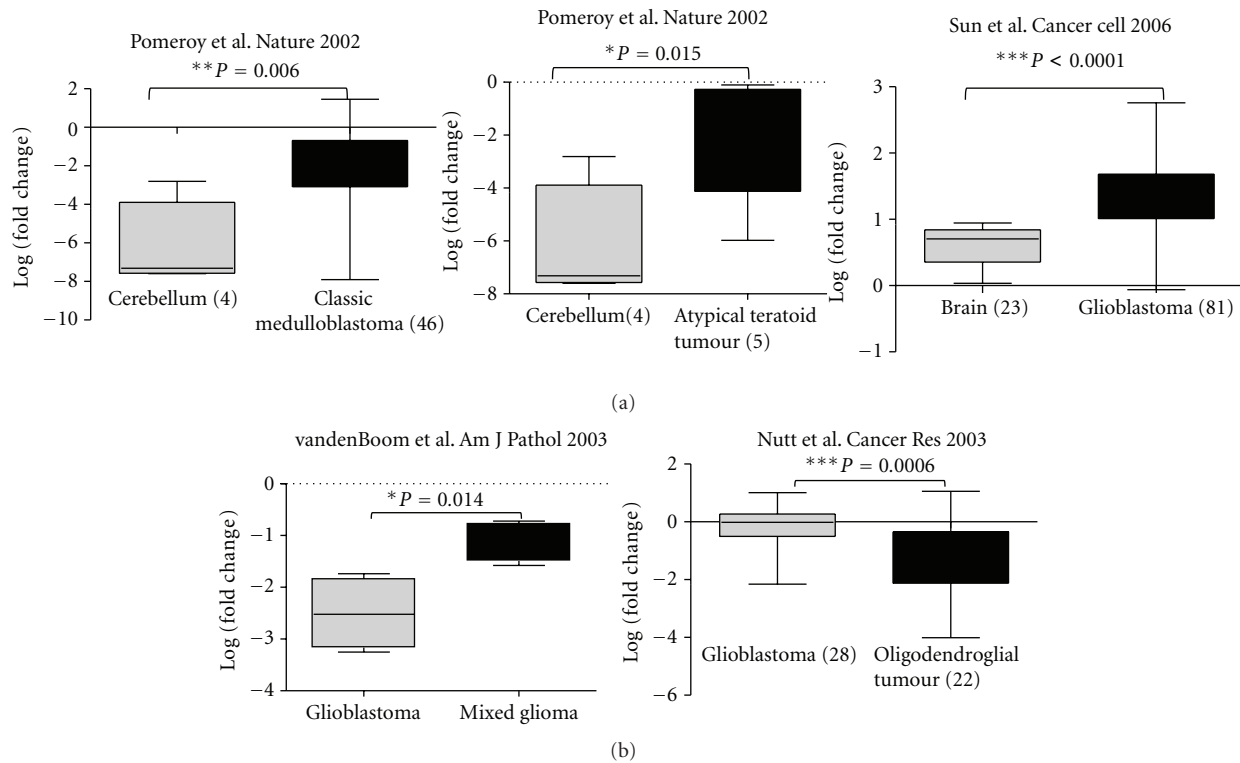 Pomeroy et al. Nature 2002
**P = 0.006
Log (fold change)
2
0
−2
−4
−6
−8
−10
Cerebellum (4)
Classic
medulloblastoma (46)
Pomeroy et al. Nature 2002
*P = 0.015
Log (fold change)
0
−2
−4
−6
−8
Cerebellum(4)
Atypical teratoid
tumour (5)
Sun et al. Cancer cell 2006
***P < 0.0001
Log (fold change)
3
2
1
0
−1
Brain (23)
Glioblastoma (81)
(a)
vandenBoom et al. Am J Pathol 2003
*P = 0.014
Log (fold change)
0
−1
−2
−3
−4
Glioblastoma
Mixed glioma
Nutt et al. Cancer Res 2003
***P = 0.0006
Log (fold change)
2
0
−2
−4
−6
Glioblastoma (28)
Oligodendroglial
tumour (22)
(b)